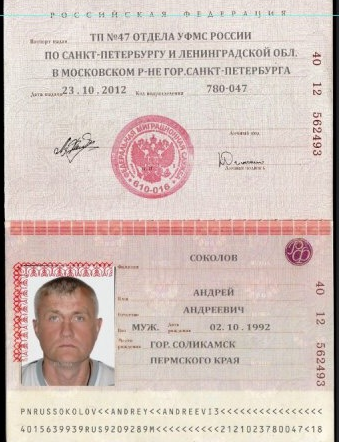 РОССИЙСКАЯ ФЕДЕРАЦИЯ
Паспорт выдан ТП №47 ОТДЕЛА УФМС РОССИИ
ПО САНКТ-ПЕТЕРБУРГУ И ЛЕНИНГРАДСКОЙ ОБЛ.
В МОСКОВСКОМ Р-НЕ ГОР.САНКТ-ПЕТЕРБУРГА
Дата выдачи 23.10.2012 Код подразделения 780-047
40 12 562493
Личный код
ФЕДЕРАЛЬНАЯ МИГРАЦИОННАЯ СЛУЖБА
610-016
Личная подпись
РФ
Фамилия СОКОЛОВ
Имя АНДРЕЙ
Отчество АНДРЕЕВИЧ
Пол МУЖ. Дата рождения 02.10.1992
Место рождения ГОР. СОЛИКАМСК
ПЕРМСКОГО КРАЯ
40 12 562493
PNRUSSOKOLOV<<ANDREY<<ANDREEVI3<<<<<<<<<<<<<<<
4015639939RUS9209289M<<<<<<<<2121023780047<18